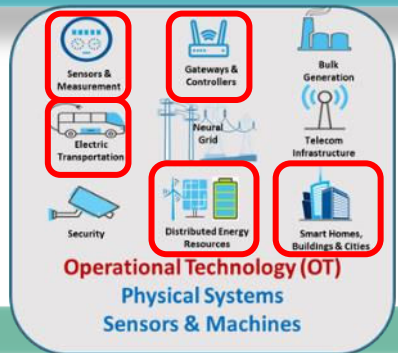 Sensors &
Measurement
Gateways &
Controllers
Bulk
Generation
Electric
Transportation
Neural
Grid
Telecom
Infrastructure
Security
Distributed Energy
Resources
Smart Homes,
Buildings & Cities
Operational Technology (OT)
Physical Systems
Sensors & Machines